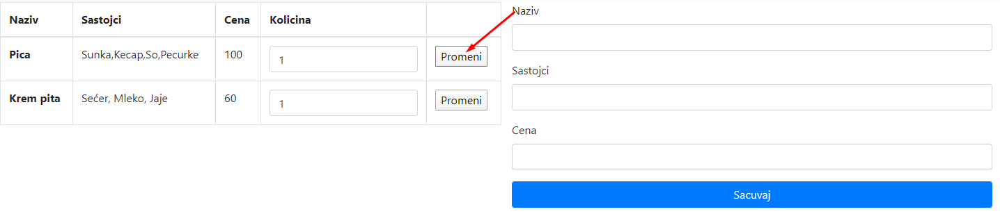 Naziv Sastojci Cena Kolicina
Pica Sunka,Kecap,So,Pecurke 100 1 Promeni
Krem pita Sećer, Mleko, Jaje 60 1 Promeni
Naziv
Sastojci
Cena
Sacuvaj